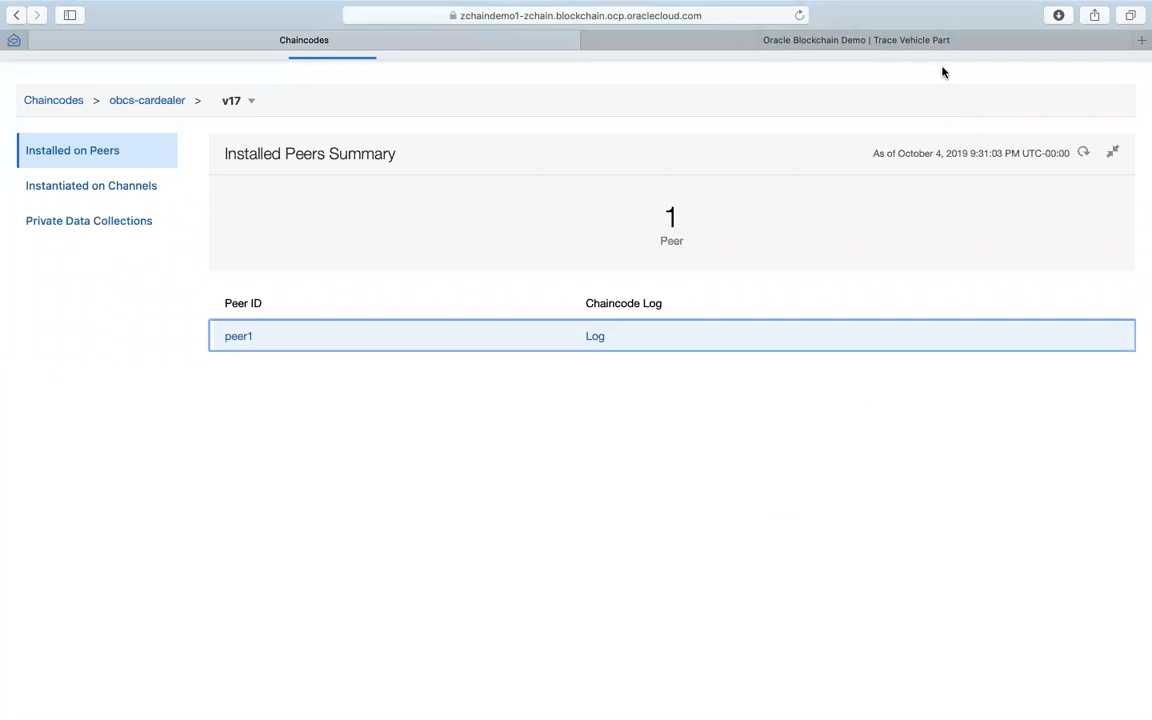 zchaindemo1-zchain.blockchain.ocp.oraclecloud.com
Chaincodes
Oracle Blockchain Demo | Trace Vehicle Part
Chaincodes > obcs-cardealer > v17
Installed on Peers
Instantiated on Channels
Private Data Collections
Installed Peers Summary
As of October 4, 2019 9:31:03 PM UTC-00:00
1
Peer
Peer ID Chaincode Log
peer1 Log